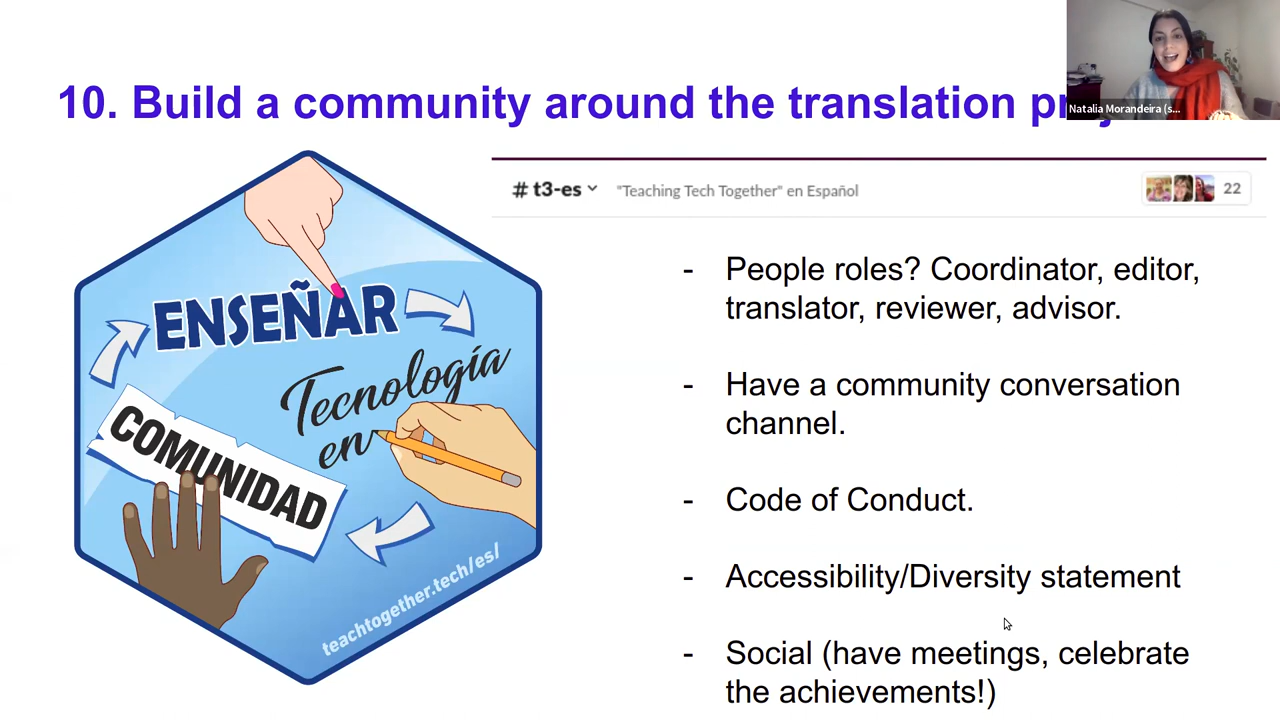 10. Build a community around the translation
Natalia Morandeira (s...
# t3-es "Teaching Tech Together" en Español 22
ENSEÑAR
Tecnología
en
COMUNIDAD
teachtogether.tech/es/
- People roles? Coordinator, editor,
translator, reviewer, advisor.
- Have a community conversation
channel.
- Code of Conduct.
- Accessibility/Diversity statement
- Social (have meetings, celebrate
the achievements!)